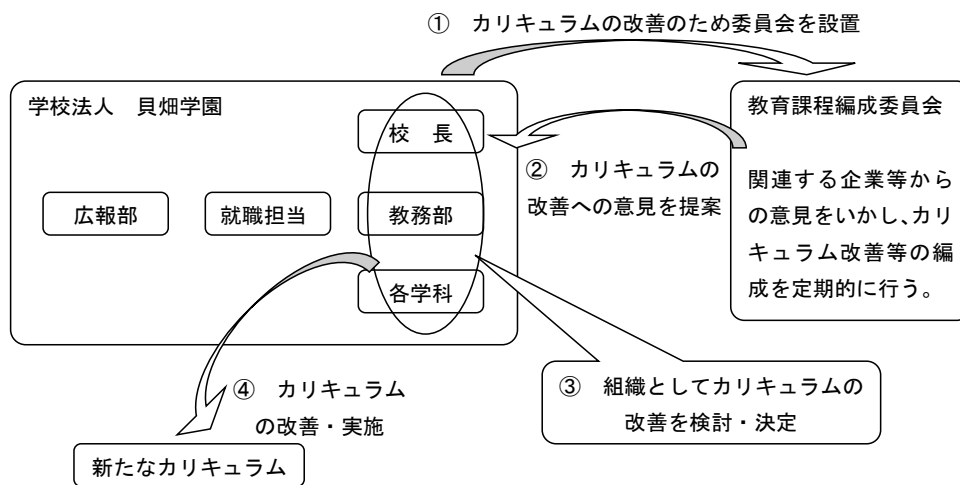 ① カリキュラムの改善のため委員会を設置
学校法人 貝畑学園
校 長
広報部
就職担当
教務部
各学科
② カリキュラムの
改善への意見を提案
教育課程編成委員会
関連する企業等から
の意見をいかし、カリ
キュラム改善等の編
成を定期的に行う。
③ 組織としてカリキュラムの
改善を検討・決定
④ カリキュラム
の改善・実施
新たなカリキュラム